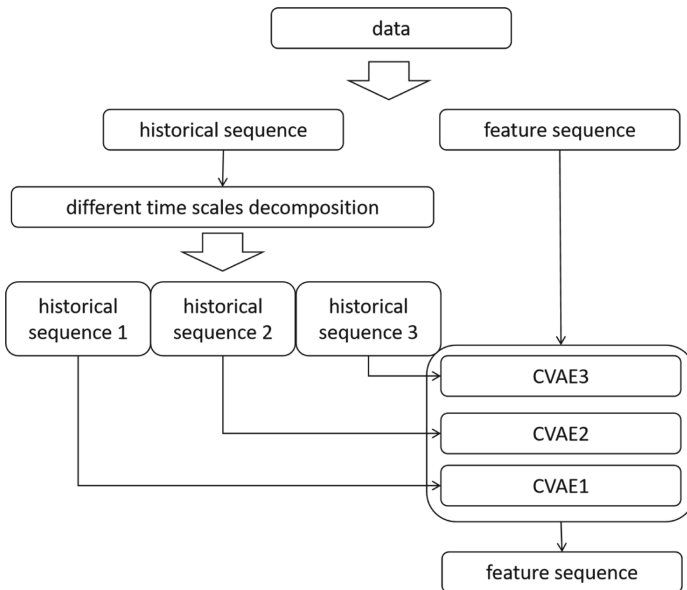 data
historical sequence
feature sequence
different time scales decomposition
historical
sequence 1
historical
sequence 2
historical
sequence 3
CVAE3
CVAE2
CVAE1
feature sequence